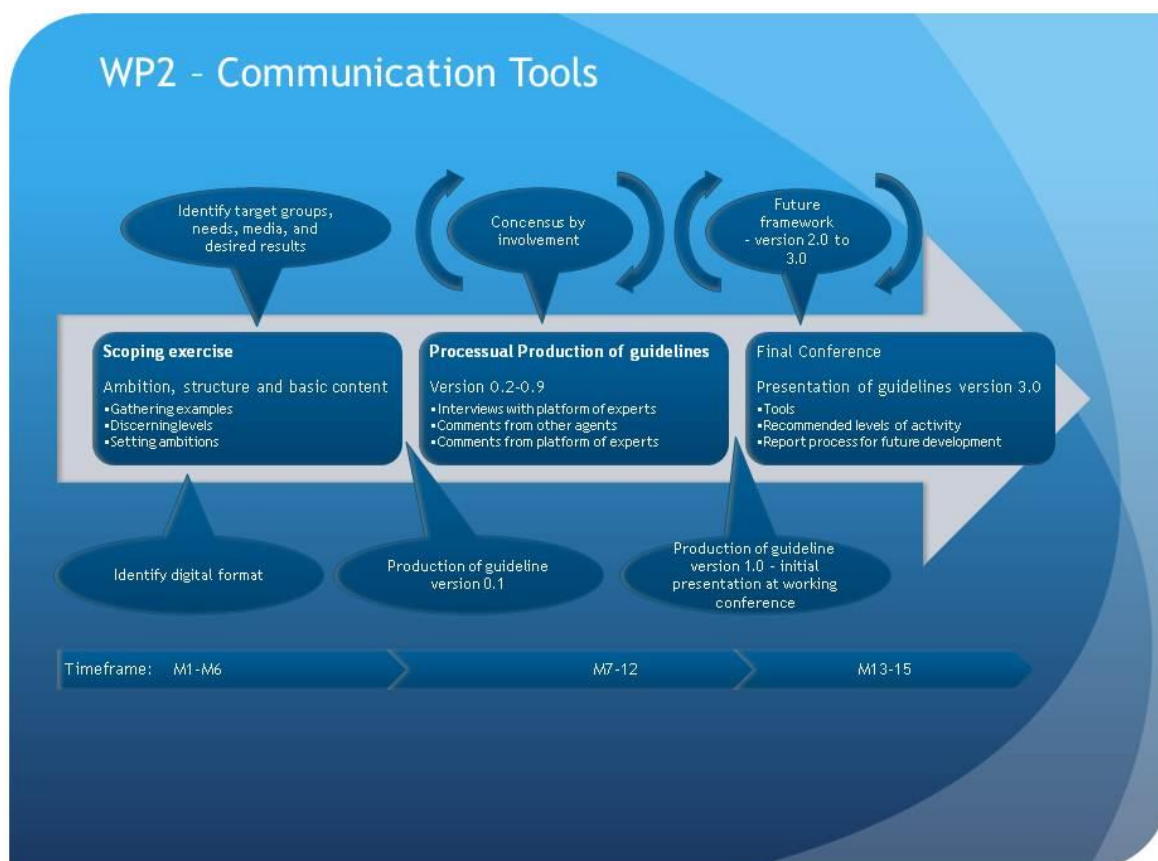 WP2 - Communication Tools
Identify target groups,
needs, media, and
desired results
Concensus by
involvement
Future
framework
- version 2.0 to
3.0
Scoping exercise
Ambition, structure and basic content
▪Gathering examples
▪Discerninglevels
▪Setting ambitions
Processual Production of guidelines
Version 0.2-0.9
▪Interviews with platform of experts
▪Comments from other agents
▪Comments from platform of experts
Final Conference
Presentation of guidelines version 3.0
▪Tools
▪Recommended levels of activity
▪Report process for future development
Identify digital format
Production of guideline
version 0.1
Production of guideline
version 1.0 - initial
presentation at working
conference
Timeframe: M1-M6 M7-12 M13-15